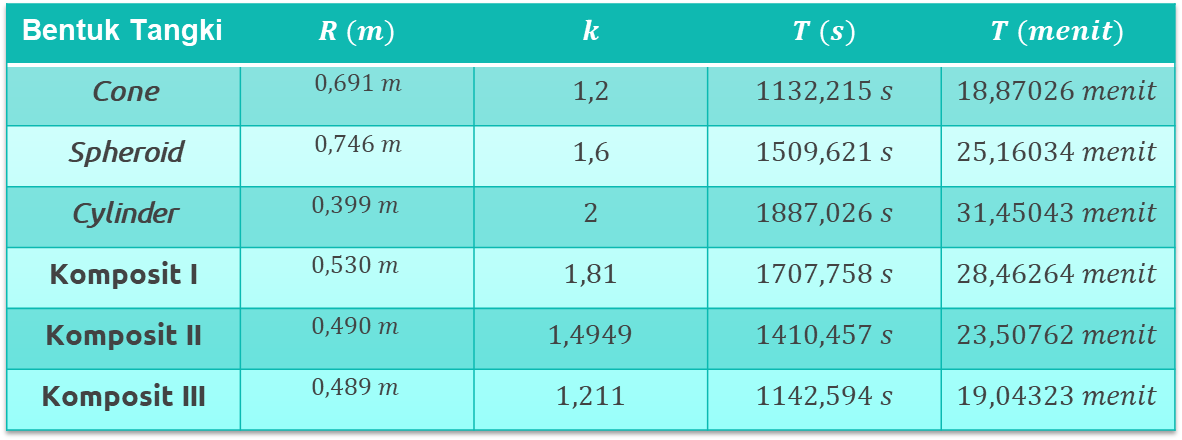 Bentuk Tangki R (m) k T (s) T (menit)
Cone 0,691 m 1,2 1132,215 s 18,87026 menit
Spheroid 0,746 m 1,6 1509,621 s 25,16034 menit
Cylinder 0,399 m 2 1887,026 s 31,45043 menit
Komposit I 0,530 m 1,81 1707,758 s 28,46264 menit
Komposit II 0,490 m 1,4949 1410,457 s 23,50762 menit
Komposit III 0,489 m 1,211 1142,594 s 19,04323 menit